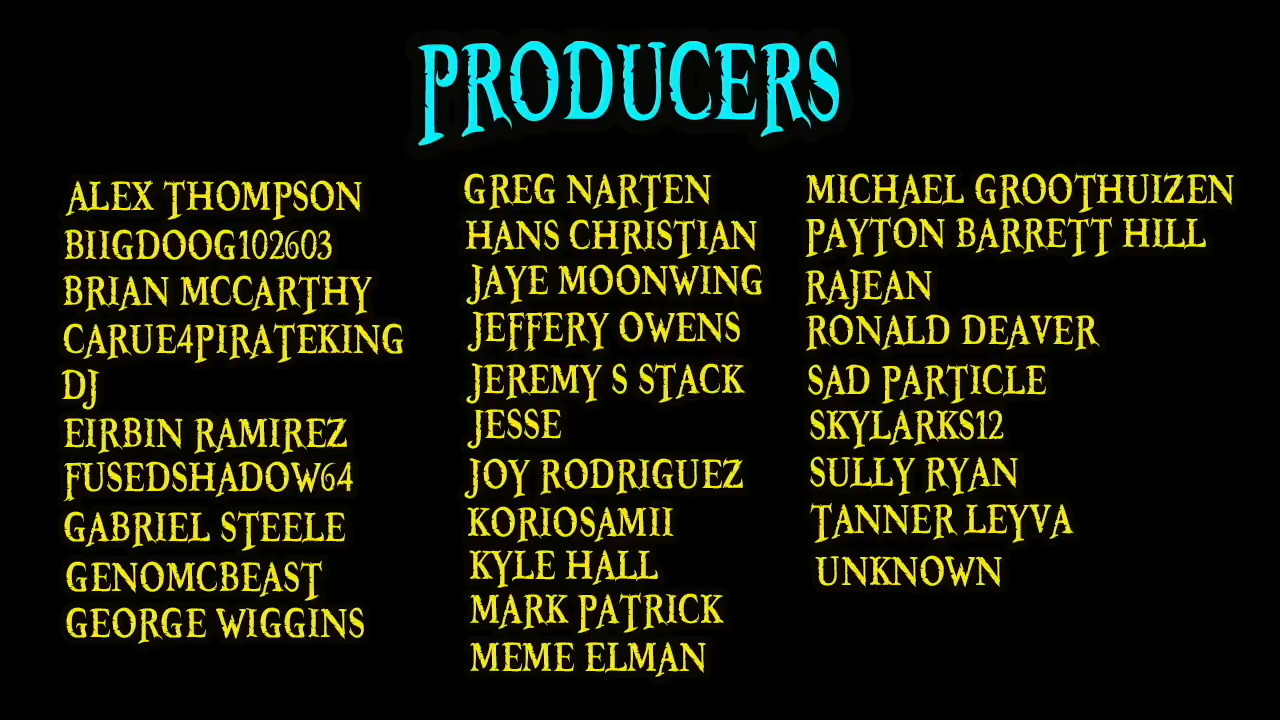 PRODUCERS
ALEX THOMPSON
BIIGDOOG102603
BRIAN MCCARTHY
CARUE4PIRATEKING
DJ
EIRBIN RAMIREZ
FUSEDSHADOW64
GABRIEL STEELE
GENOMCBEAST
GEORGE WIGGINS
GREG NARTEN
HANS CHRISTIAN
JAYE MOONWING
JEFFERY OWENS
JEREMY S STACK
JESSE
JOY RODRIGUEZ
KORIOSAMII
KYLE HALL
MARK PATRICK
MEME ELMAN
MICHAEL GROOTHUIZEN
PAYTON BARRETT HILL
RAJEAN
RONALD DEAVER
SAD PARTICLE
SKYLARKS12
SULLY RYAN
TANNER LEYVA
UNKNOWN